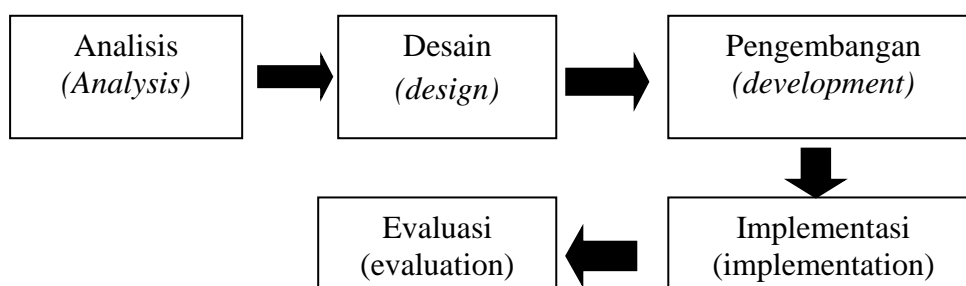 Analisis
(Analysis)
Desain
(design)
Pengembangan
(development)
Evaluasi
(evaluation)
Implementasi
(implementation)